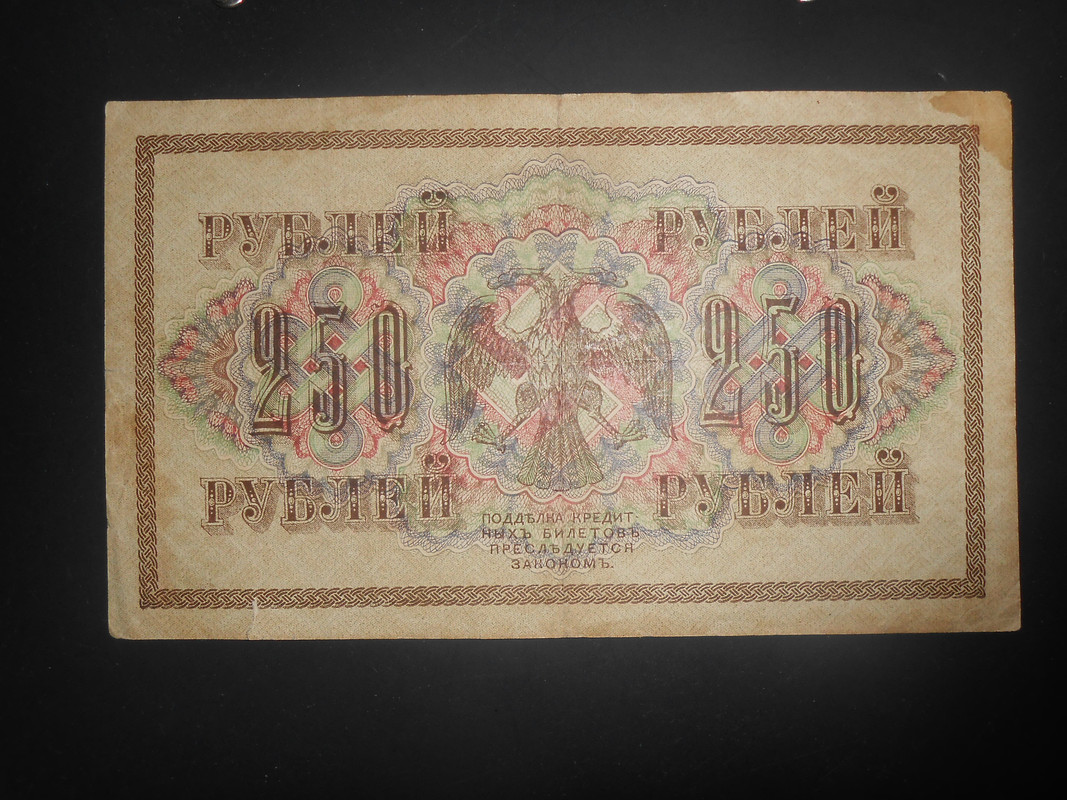 РУБЛЕЙ РУБЛЕЙ
250 250
РУБЛЕЙ РУБЛЕЙ
ПОДДѢЛКА КРЕДИТ-
НЫХЪ БИЛЕТОВЪ
ПРЕСЛѢДУЕТСЯ
ЗАКОНОМЪ.